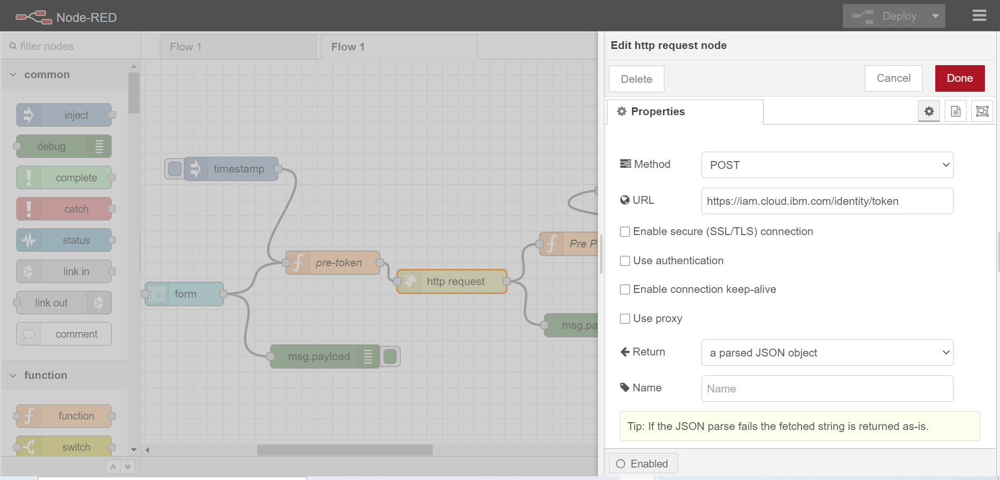 Node-RED
Deploy
filter nodes
Flow 1
Flow 1
common
inject
debug
complete
catch
status
link in
link out
comment
function
function
switch
timestamp
pre-token
form
http request
msg.payload
Pre P
msg.pa
Edit http request node
Delete
Cancel
Done
Properties
Method
POST
URL
https://iam.cloud.ibm.com/identity/token
Enable secure (SSL/TLS) connection
Use authentication
Enable connection keep-alive
Use proxy
Return
a parsed JSON object
Name
Name
Tip: If the JSON parse fails the fetched string is returned as-is.
Enabled